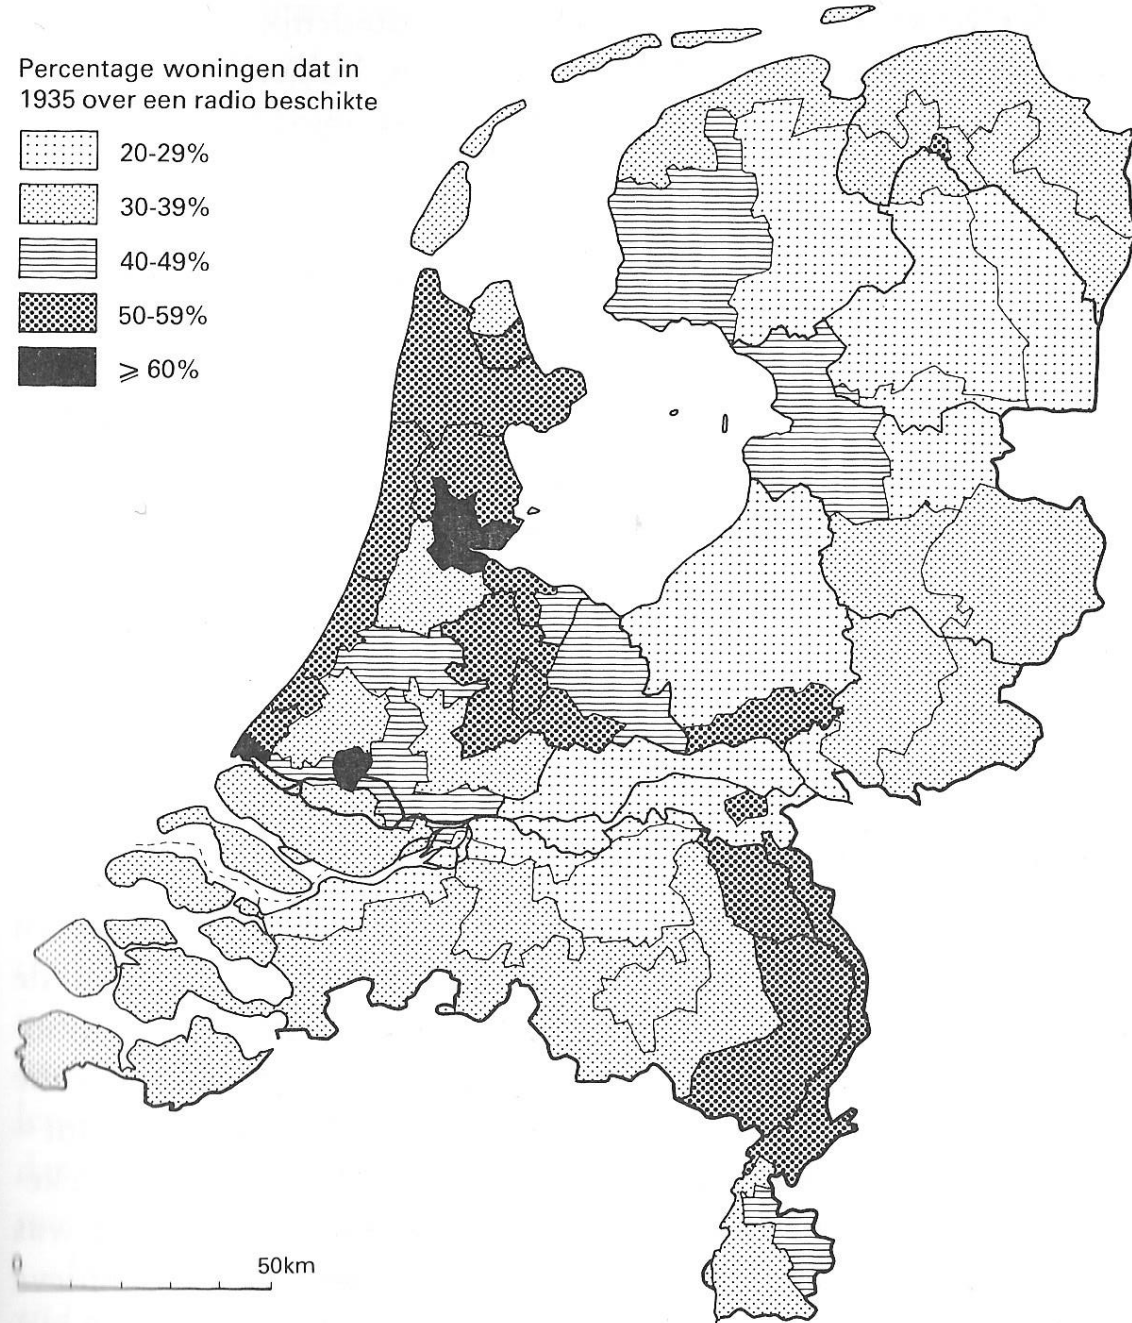 Percentage woningen dat in
1935 over een radio beschikte
20-29%
30-39%
40-49%
50-59%
⩾ 60%
0
50km